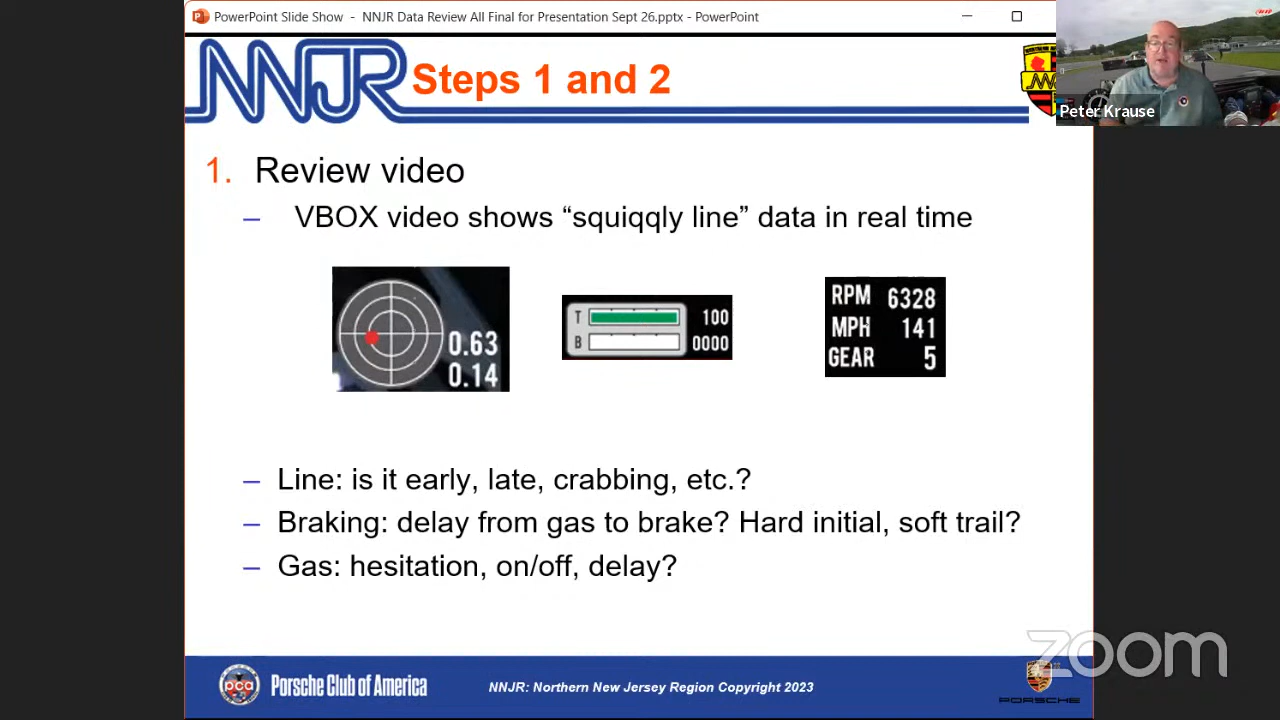 PowerPoint Slide Show - NNJR Data Review All Final for Presentation Sept 26.pptx - PowerPoint
NNJR Steps 1 and 2
Peter Krause
1. Review video
– VBOX video shows “squiqqly line” data in real time
0.63
0.14
T 100
B 0000
RPM 6328
MPH 141
GEAR 5
– Line: is it early, late, crabbing, etc.?
– Braking: delay from gas to brake? Hard initial, soft trail?
– Gas: hesitation, on/off, delay?
zoom
pca Porsche Club of America
NNJR: Northern New Jersey Region Copyright 2023
PORSCHE